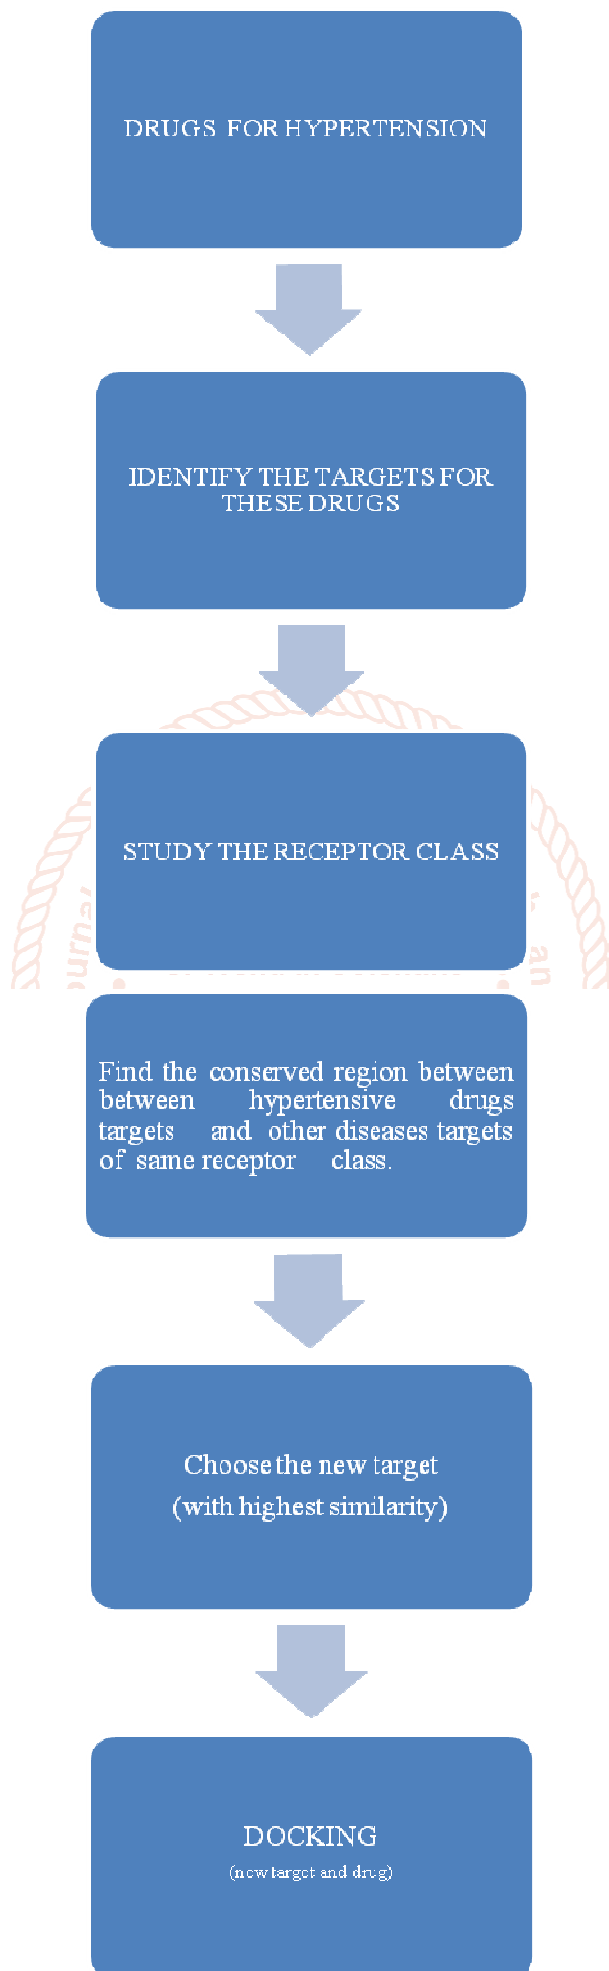 DRUGS FOR HYPERTENSION
IDENTIFY THE TARGETS FOR
THESE DRUGS
STUDY THE RECEPTOR CLASS
Find the conserved region between
between hypertensive drugs
targets and other diseases targets
of same receptor class.
Choose the new target
(with highest similarity)
DOCKING
(new target and drug)